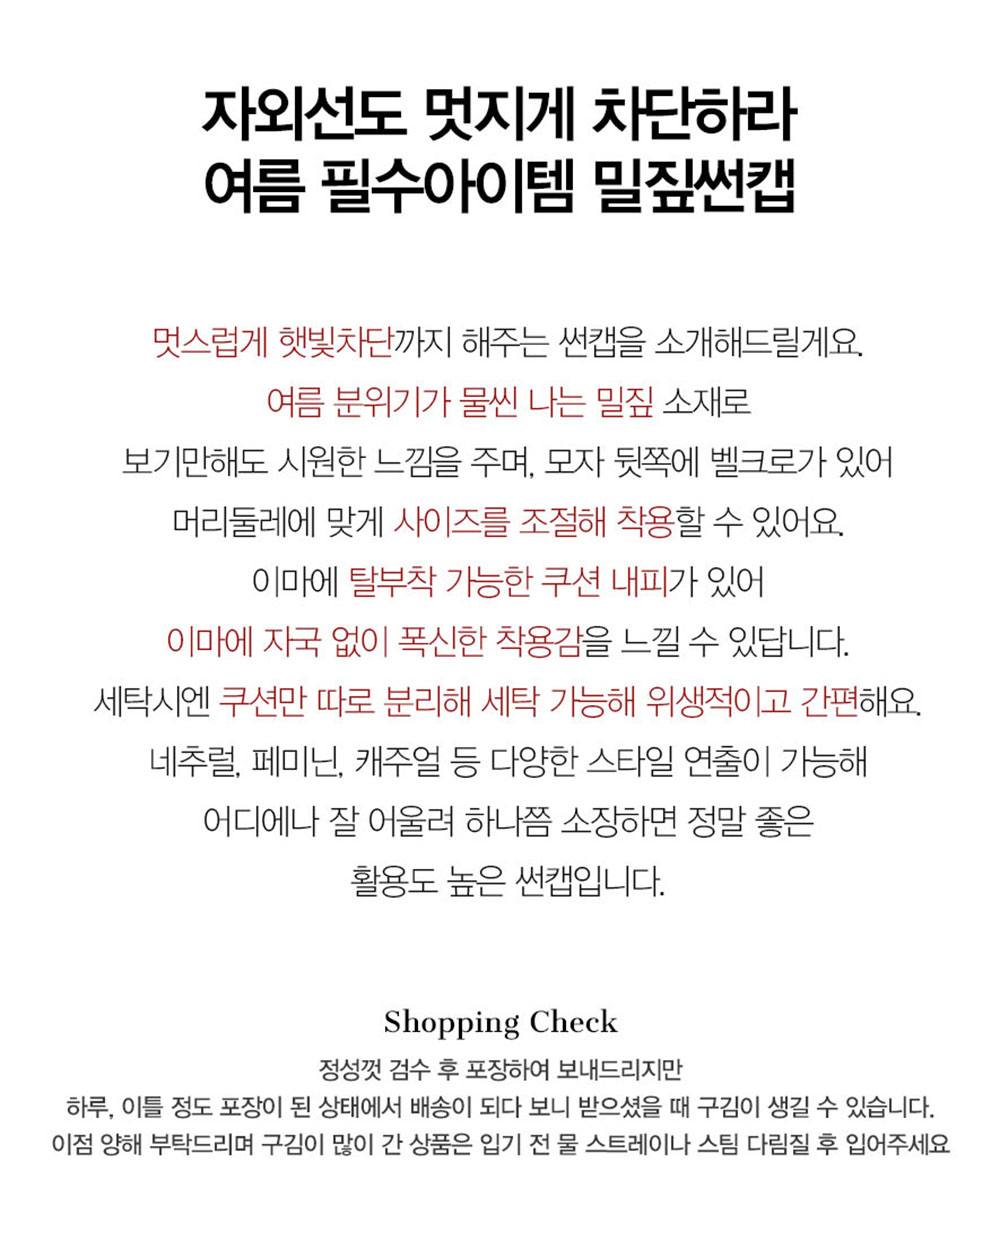 자외선도 멋지게 차단하라
여름 필수아이템 밀짚썬캡
멋스럽게 햇빛차단까지 해주는 썬캡을 소개해드릴게요.
여름 분위기가 물씬 나는 밀짚 소재로
보기만해도 시원한 느낌을 주며, 모자 뒷쪽에 벨크로가 있어
머리둘레에 맞게 사이즈를 조절해 착용할 수 있어요.
이마에 탈부착 가능한 쿠션 내피가 있어
이마에 자국 없이 폭신한 착용감을 느낄 수 있답니다.
세탁시엔 쿠션만 따로 분리해 세탁 가능해 위생적이고 간편해요.
네추럴, 페미닌, 캐주얼 등 다양한 스타일 연출이 가능해
어디에나 잘 어울려 하나쯤 소장하면 정말 좋은
활용도 높은 썬캡입니다.
Shopping Check
정성껏 검수 후 포장하여 보내드리지만
하루, 이틀 정도 포장이 된 상태에서 배송이 되다 보니 받으셨을 때 구김이 생길 수 있습니다.
이점 양해 부탁드리며 구김이 많이 간 상품은 입기 전 물 스트레이나 스팀 다림질 후 입어주세요